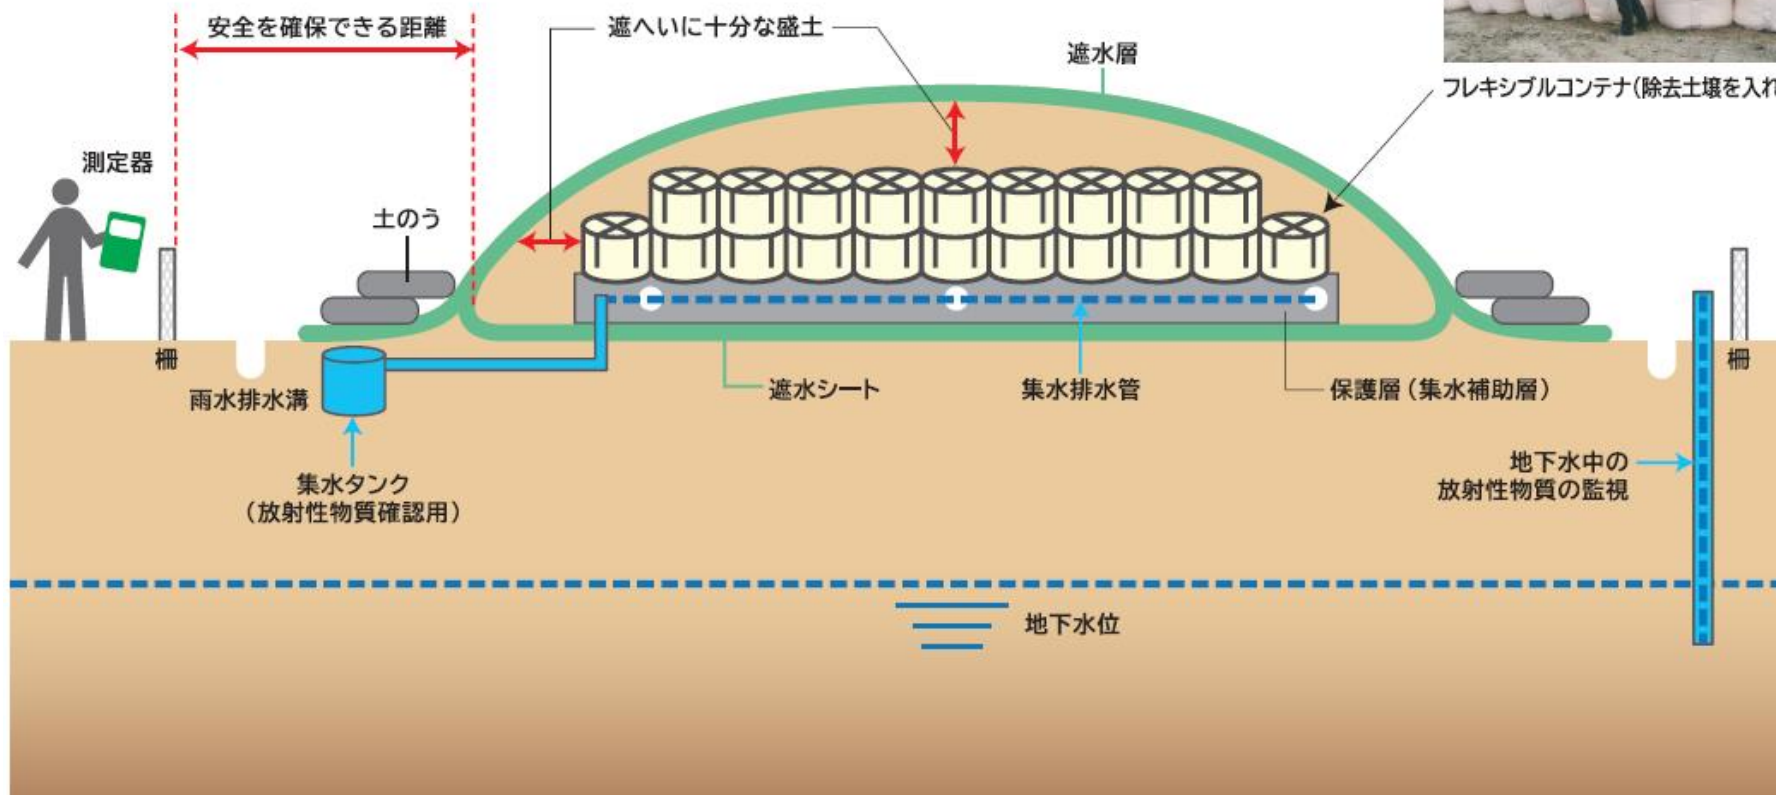 安全を確保できる距離
遮へいに十分な盛土
遮水層
フレキシブルコンテナ(除去土壌を入れ
測定器
土のう
柵
雨水排水溝
集水タンク
(放射性物質確認用)
遮水シート
集水排水管
保護層(集水補助層)
柵
地下水中の
放射性物質の監視
地下水位